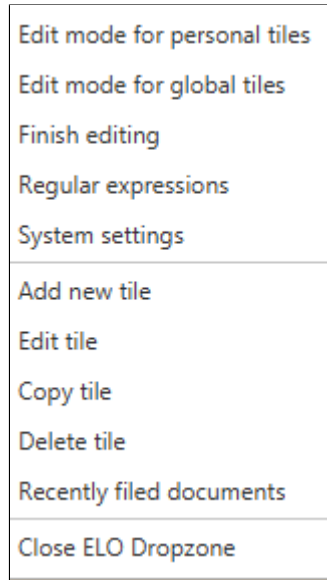 Edit mode for personal tiles
Edit mode for global tiles
Finish editing
Regular expressions
System settings
Add new tile
Edit tile
Copy tile
Delete tile
Recently filed documents
Close ELO Dropzone